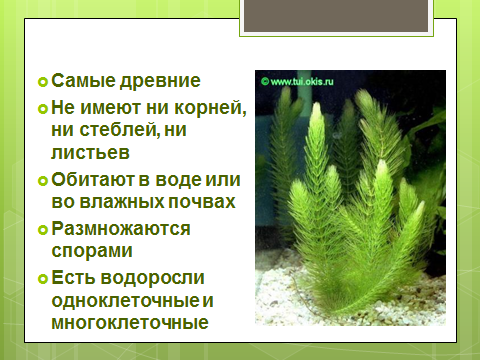 Самые древние
Не имеют ни корней,
ни стеблей, ни
листьев
Обитают в воде или
во влажных почвах
Размножаются
спорами
Есть водоросли
одноклеточные и
многоклеточные
© www.tui.okis.ru